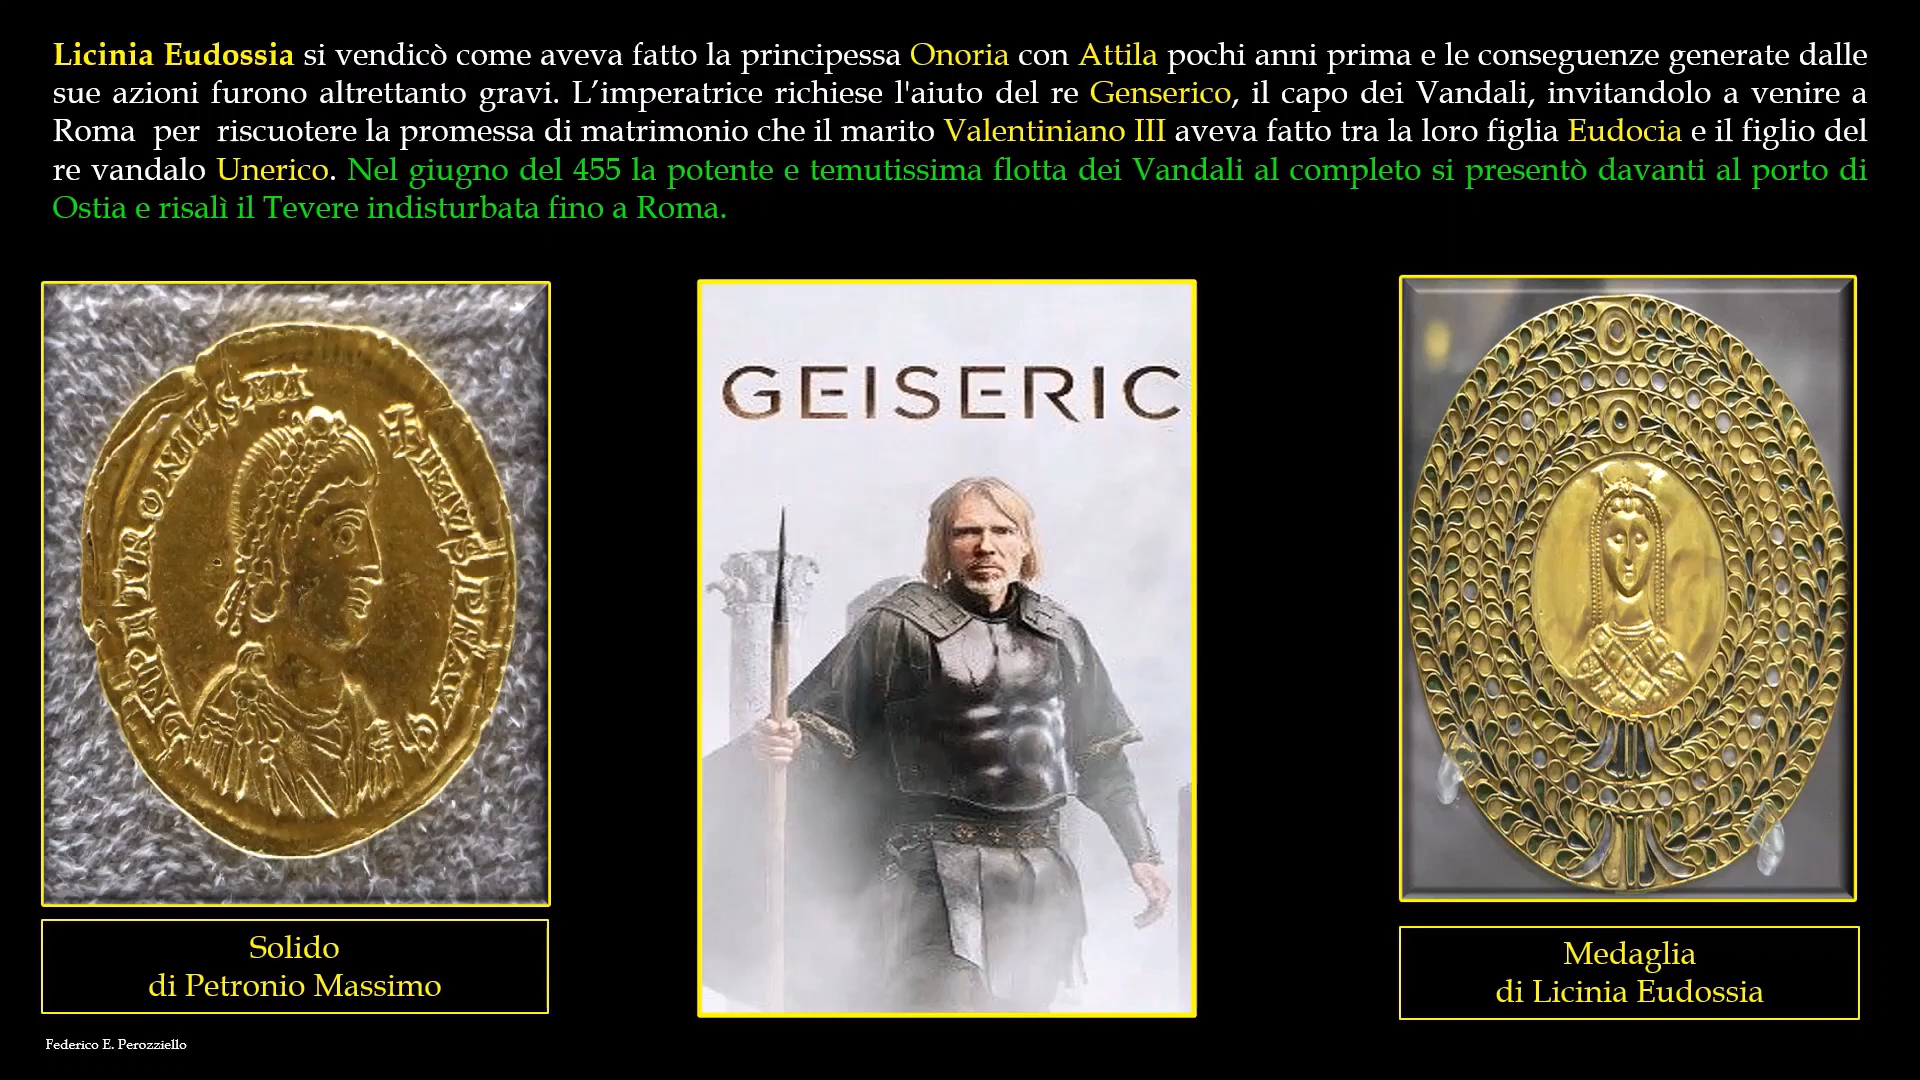 Licinia Eudossia si vendicò come aveva fatto la principessa Onoria con Attila pochi anni prima e le conseguenze generate dalle
sue azioni furono altrettanto gravi. L’imperatrice richiese l'aiuto del re Genserico, il capo dei Vandali, invitandolo a venire a
Roma per riscuotere la promessa di matrimonio che il marito Valentiniano III aveva fatto tra la loro figlia Eudocia e il figlio del
re vandalo Unerico. Nel giugno del 455 la potente e temutissima flotta dei Vandali al completo si presentò davanti al porto di
Ostia e risalì il Tevere indisturbata fino a Roma.
GEISERIC
Solido
di Petronio Massimo
Medaglia
di Licinia Eudossia
Federico E. Perozziello